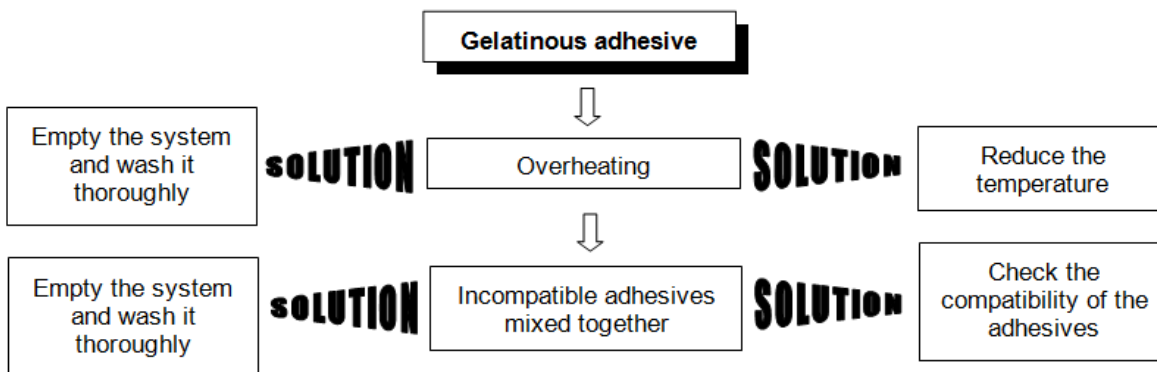 Gelatinous adhesive
Empty the system
and wash it
thoroughly
SOLUTION
Overheating
SOLUTION
Reduce the
temperature
Empty the system
and wash it
thoroughly
SOLUTION
Incompatible adhesives
mixed together
SOLUTION
Check the
compatibility of the
adhesives